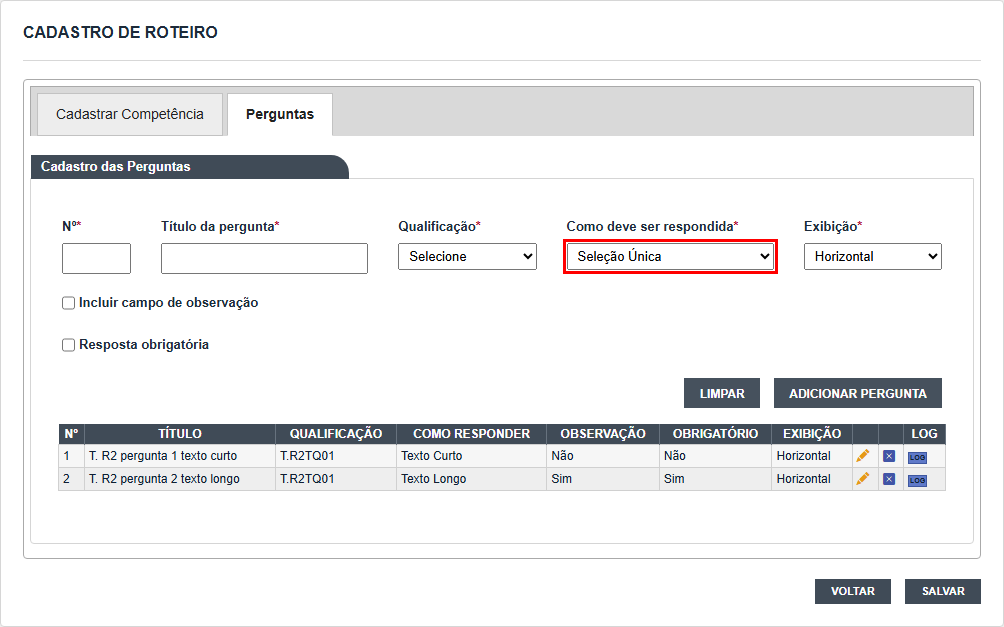 CADASTRO DE ROTEIRO
Cadastrar Competência Perguntas
Cadastro das Perguntas
Nº* Título da pergunta* Qualificação* Como deve ser respondida* Exibição*
Selecione Seleção Única Horizontal
Incluir campo de observação
Resposta obrigatória
LIMPAR ADICIONAR PERGUNTA
Nº TÍTULO QUALIFICAÇÃO COMO RESPONDER OBSERVAÇÃO OBRIGATÓRIO EXIBIÇÃO LOG
1 T. R2 pergunta 1 texto curto T.R2TQ01 Texto Curto Não Não Horizontal LOG
2 T. R2 pergunta 2 texto longo T.R2TQ01 Texto Longo Sim Sim Horizontal LOG
VOLTAR SALVAR